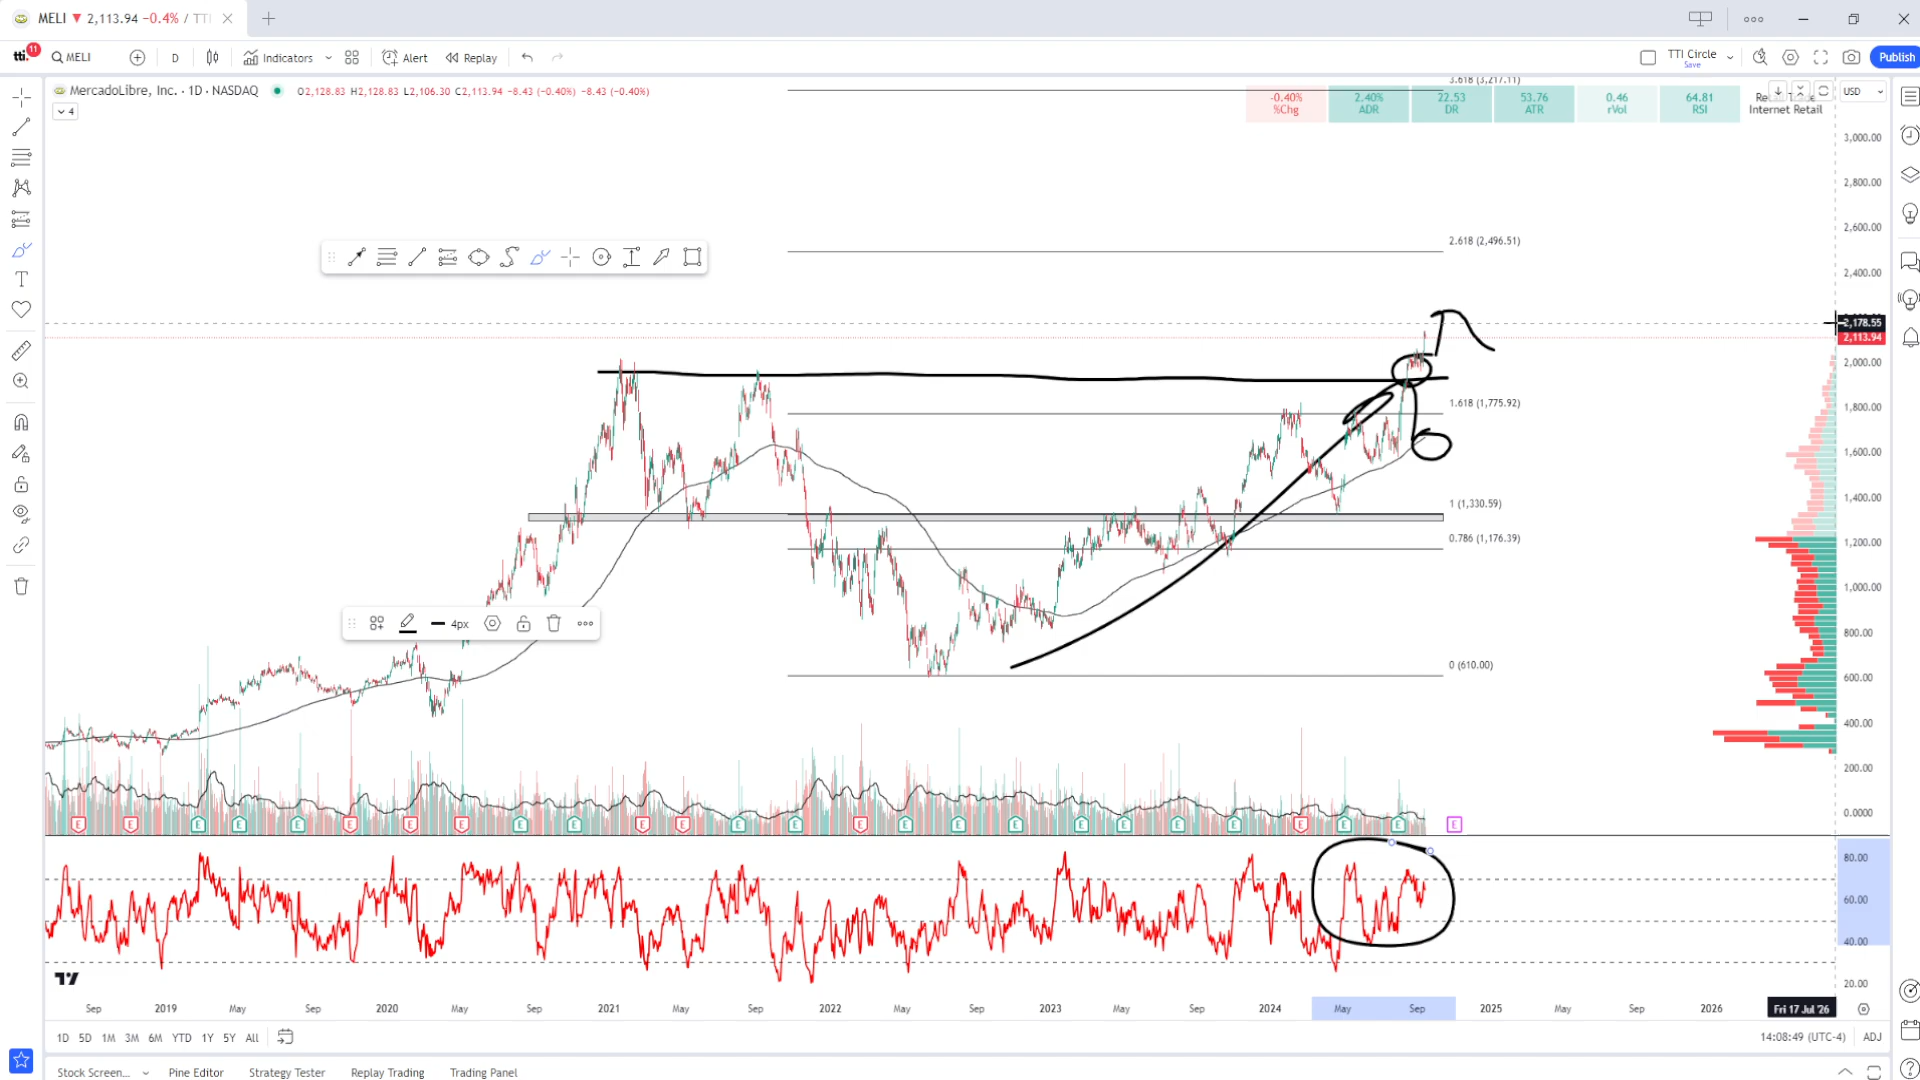 MELI ▼ 2,113.94 −0.4% / TTI
tti. 11 MELI D Indicators Alert Replay TTI Circle Save Publish
MercadoLibre, Inc. · 1D · NASDAQ O2,128.83 H2,128.83 L2,106.30 C2,113.94 −8.43 (−0.40%) −8.43 (−0.40%)
4
3.618 (3,217.11)
-0.40% 2.40% 22.53 53.76 0.46 64.81
%Chg ADR DR ATR rVol RSI Internet Retail
USD
3,000.00
2,800.00
2,600.00
2.618 (2,496.51)
2,400.00
2,178.55
2,113.94
2,000.00
1.618 (1,775.92)
1,800.00
1,600.00
1,400.00
1 (1,330.59)
1,200.00
0.786 (1,176.39)
1,000.00
4px
800.00
0 (610.00)
600.00
400.00
200.00
0.0000
E E E E E E E E E E E E E E E E E E E E E E E E E E
80.00
60.00
40.00
20.00
Sep 2019 May Sep 2020 May Sep 2021 May Sep 2022 May Sep 2023 May Sep 2024 May Sep 2025 May Sep 2026 Fri 17 Jul '26
1D 5D 1M 3M 6M YTD 1Y 5Y All 14:08:49 (UTC-4) ADJ
Stock Screen... Pine Editor Strategy Tester Replay Trading Trading Panel